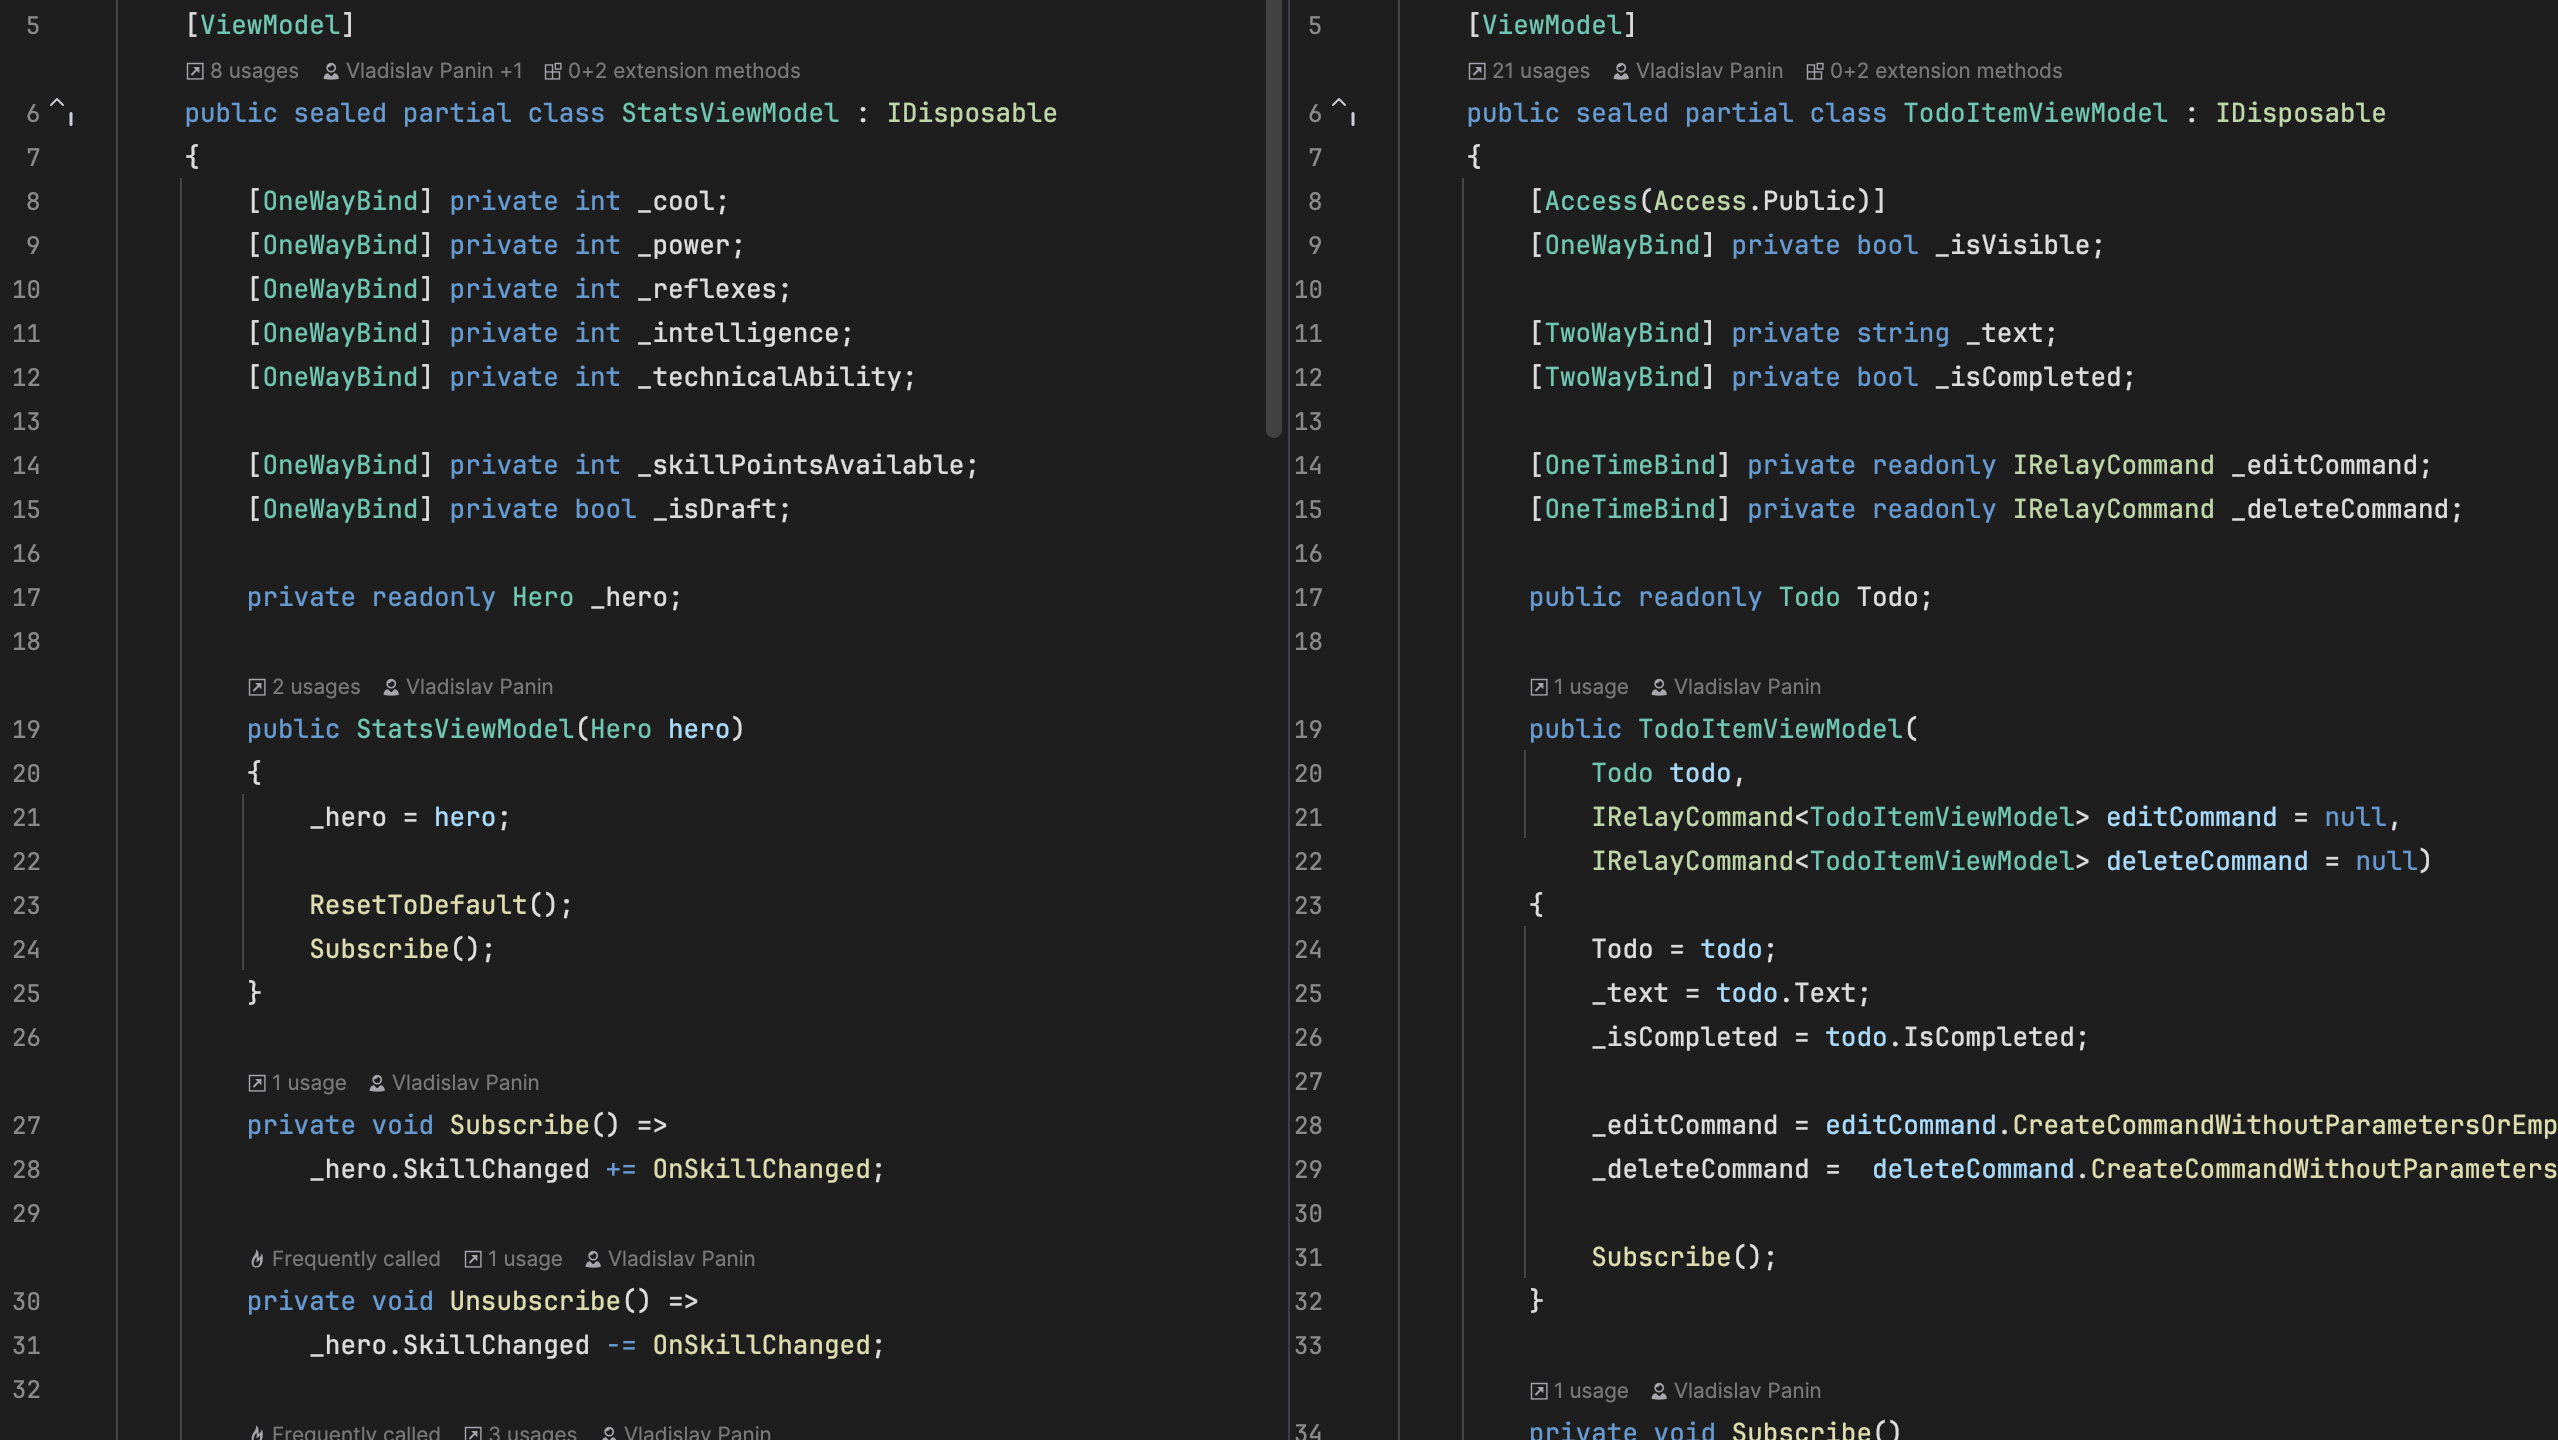 5 [ViewModel]
8 usages Vladislav Panin +1 0+2 extension methods
6 public sealed partial class StatsViewModel : IDisposable
7 {
8 [OneWayBind] private int _cool;
9 [OneWayBind] private int _power;
10 [OneWayBind] private int _reflexes;
11 [OneWayBind] private int _intelligence;
12 [OneWayBind] private int _technicalAbility;
13
14 [OneWayBind] private int _skillPointsAvailable;
15 [OneWayBind] private bool _isDraft;
16
17 private readonly Hero _hero;
18
2 usages Vladislav Panin
19 public StatsViewModel(Hero hero)
20 {
21 _hero = hero;
22
23 ResetToDefault();
24 Subscribe();
25 }
26
1 usage Vladislav Panin
27 private void Subscribe() =>
28 _hero.SkillChanged += OnSkillChanged;
29
Frequently called 1 usage Vladislav Panin
30 private void Unsubscribe() =>
31 _hero.SkillChanged -= OnSkillChanged;
32
Frequently called 3 usages Vladislav Panin
5 [ViewModel]
21 usages Vladislav Panin 0+2 extension methods
6 public sealed partial class TodoItemViewModel : IDisposable
7 {
8 [Access(Access.Public)]
9 [OneWayBind] private bool _isVisible;
10
11 [TwoWayBind] private string _text;
12 [TwoWayBind] private bool _isCompleted;
13
14 [OneTimeBind] private readonly IRelayCommand _editCommand;
15 [OneTimeBind] private readonly IRelayCommand _deleteCommand;
16
17 public readonly Todo Todo;
18
1 usage Vladislav Panin
19 public TodoItemViewModel(
20 Todo todo,
21 IRelayCommand<TodoItemViewModel> editCommand = null,
22 IRelayCommand<TodoItemViewModel> deleteCommand = null)
23 {
24 Todo = todo;
25 _text = todo.Text;
26 _isCompleted = todo.IsCompleted;
27
28 _editCommand = editCommand.CreateCommandWithoutParametersOrEmp
29 _deleteCommand =  deleteCommand.CreateCommandWithoutParameters
30
31 Subscribe();
32 }
33
1 usage Vladislav Panin
34 private void Subscribe()